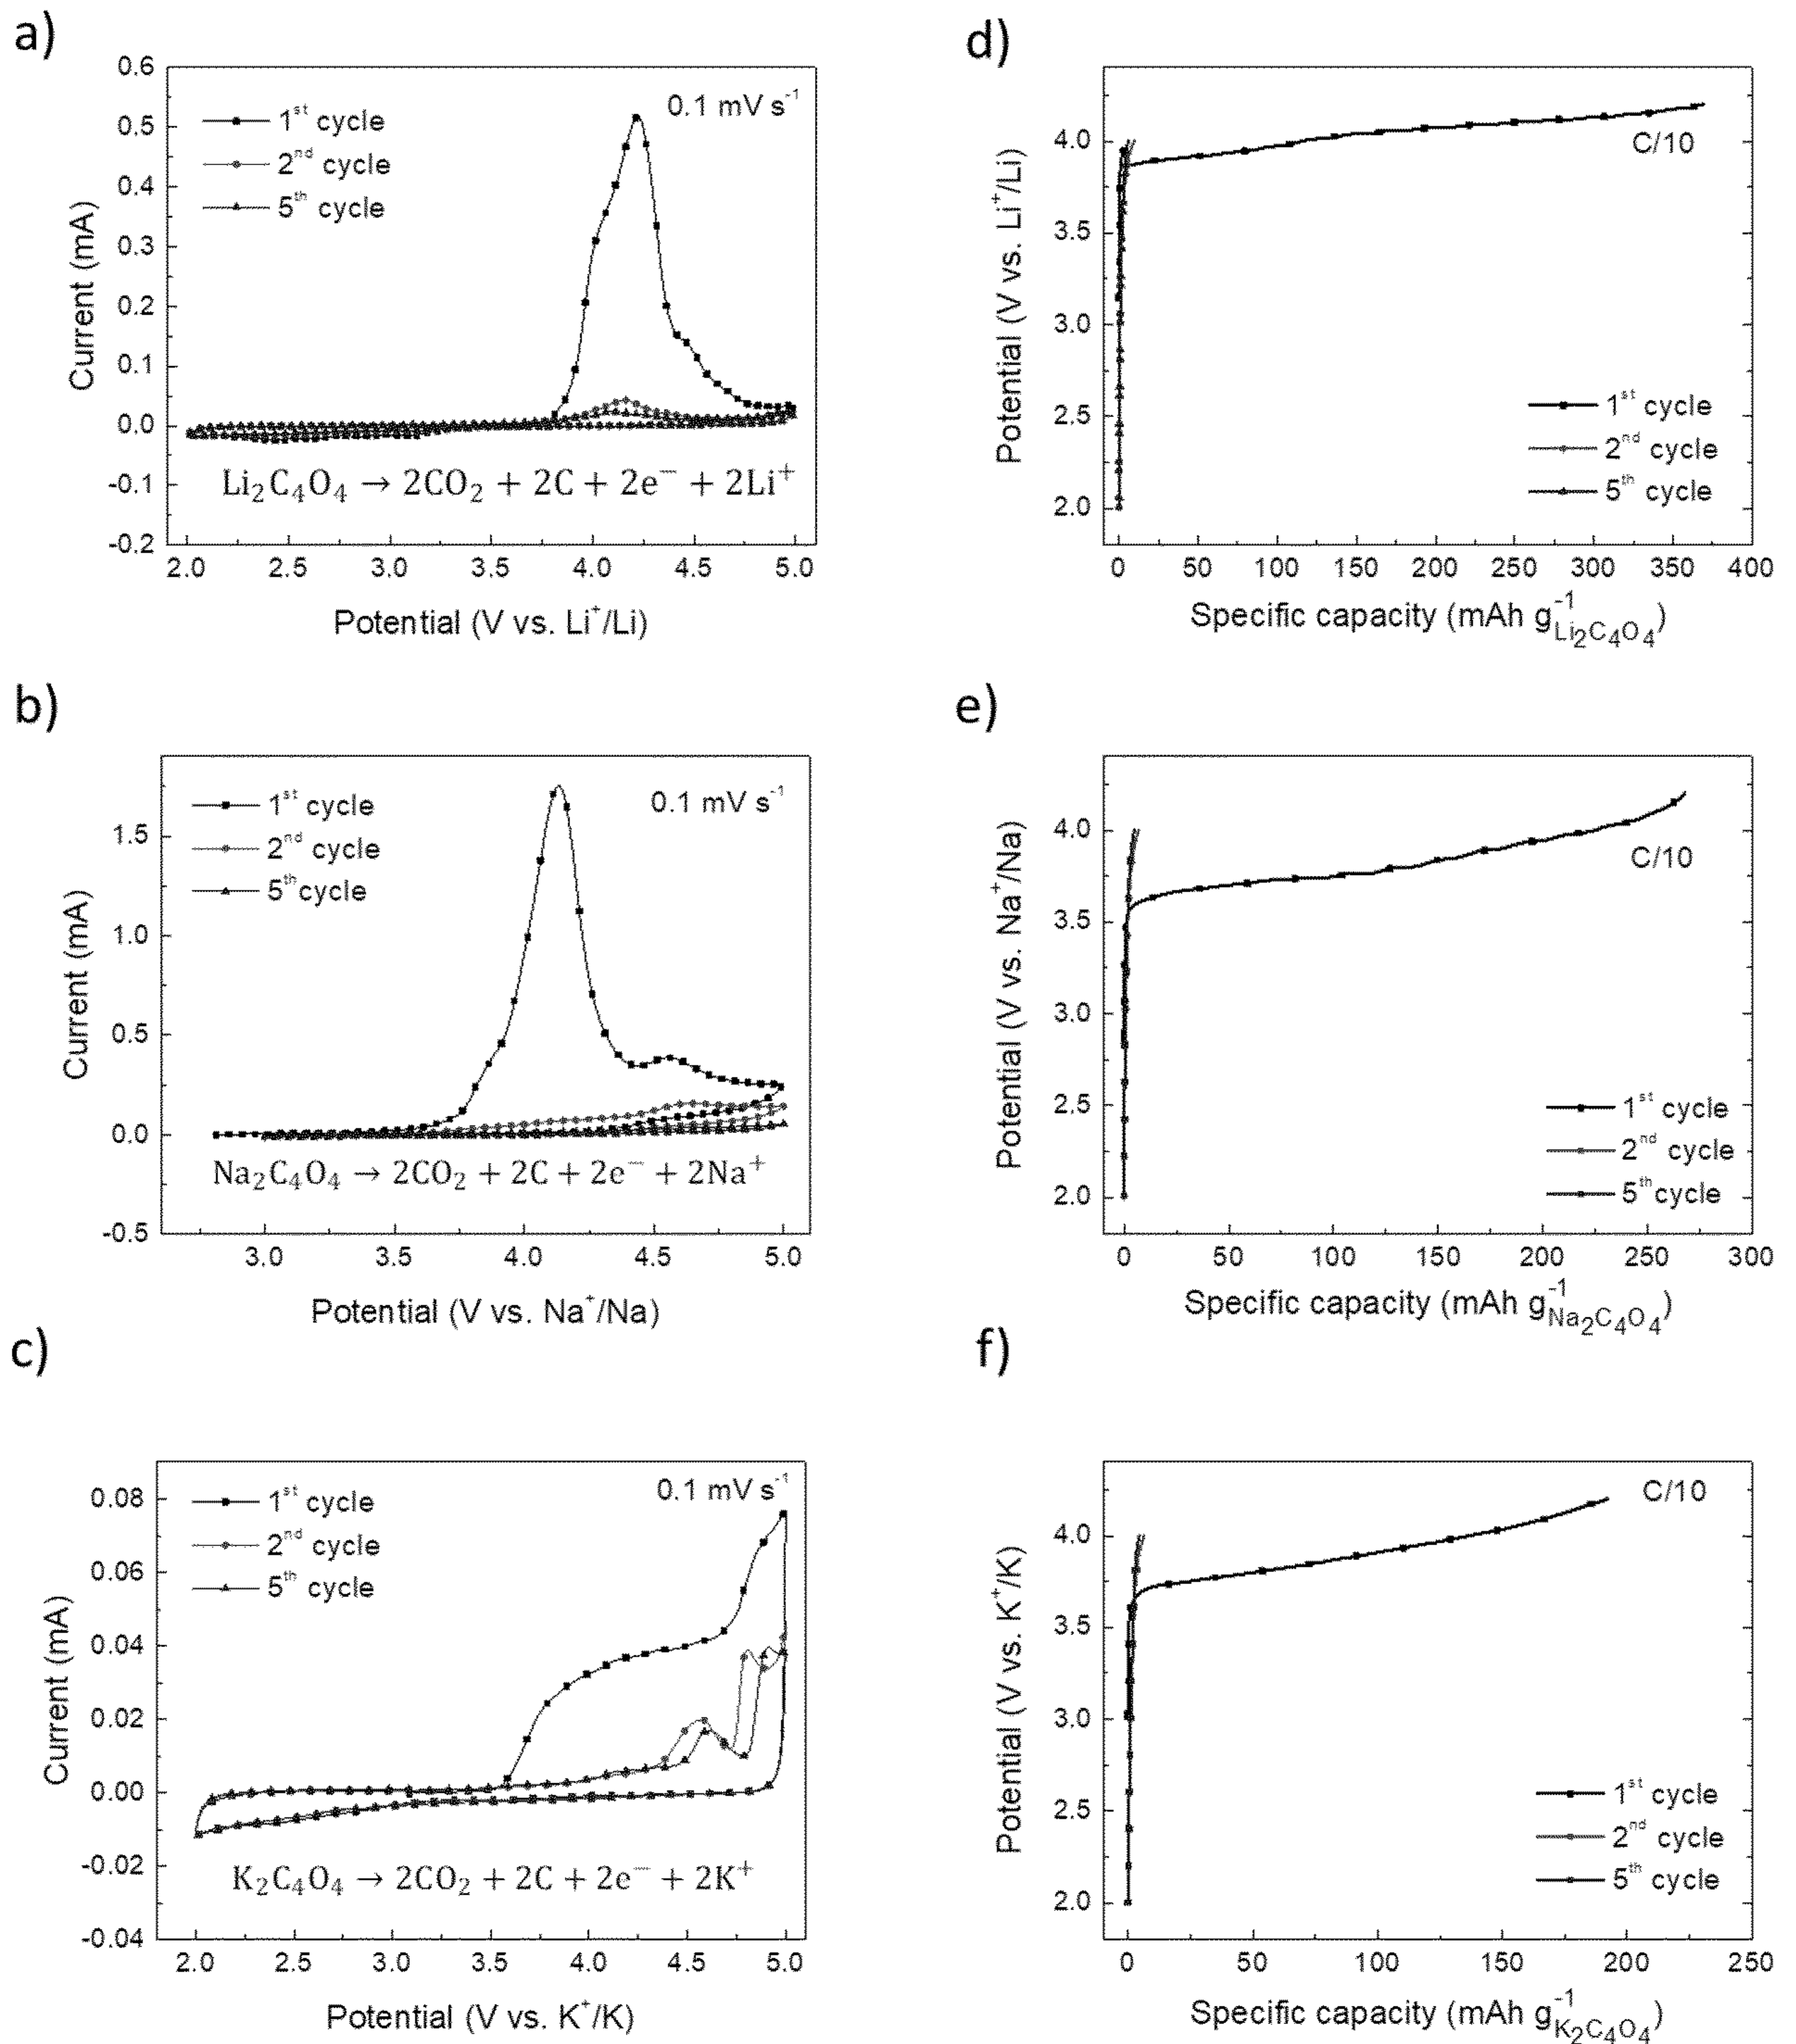 a)
0.6
0.5
0.4
0.3
0.2
0.1
0.0
-0.1
-0.2
Current (mA)
1st cycle
2nd cycle
5th cycle
0.1 mV s-1
Li2C4O4 → 2CO2 + 2C + 2e− + 2Li+
2.0 2.5 3.0 3.5 4.0 4.5 5.0
Potential (V vs. Li+/Li)
d)
4.0
3.5
3.0
2.5
2.0
Potential (V vs. Li+/Li)
C/10
1st cycle
2nd cycle
5th cycle
0 50 100 150 200 250 300 350 400
Specific capacity (mAh g-1Li2C4O4)
b)
1.5
1.0
0.5
0.0
-0.5
Current (mA)
1st cycle
2nd cycle
5th cycle
0.1 mV s-1
Na2C4O4 → 2CO2 + 2C + 2e− + 2Na+
3.0 3.5 4.0 4.5 5.0
Potential (V vs. Na+/Na)
e)
4.0
3.5
3.0
2.5
2.0
Potential (V vs. Na+/Na)
C/10
1st cycle
2nd cycle
5th cycle
0 50 100 150 200 250 300
Specific capacity (mAh g-1Na2C4O4)
c)
0.08
0.06
0.04
0.02
0.00
-0.02
-0.04
Current (mA)
1st cycle
2nd cycle
5th cycle
0.1 mV s-1
K2C4O4 → 2CO2 + 2C + 2e− + 2K+
2.0 2.5 3.0 3.5 4.0 4.5 5.0
Potential (V vs. K+/K)
f)
4.0
3.5
3.0
2.5
2.0
Potential (V vs. K+/K)
C/10
1st cycle
2nd cycle
5th cycle
0 50 100 150 200 250
Specific capacity (mAh g-1K2C4O4)